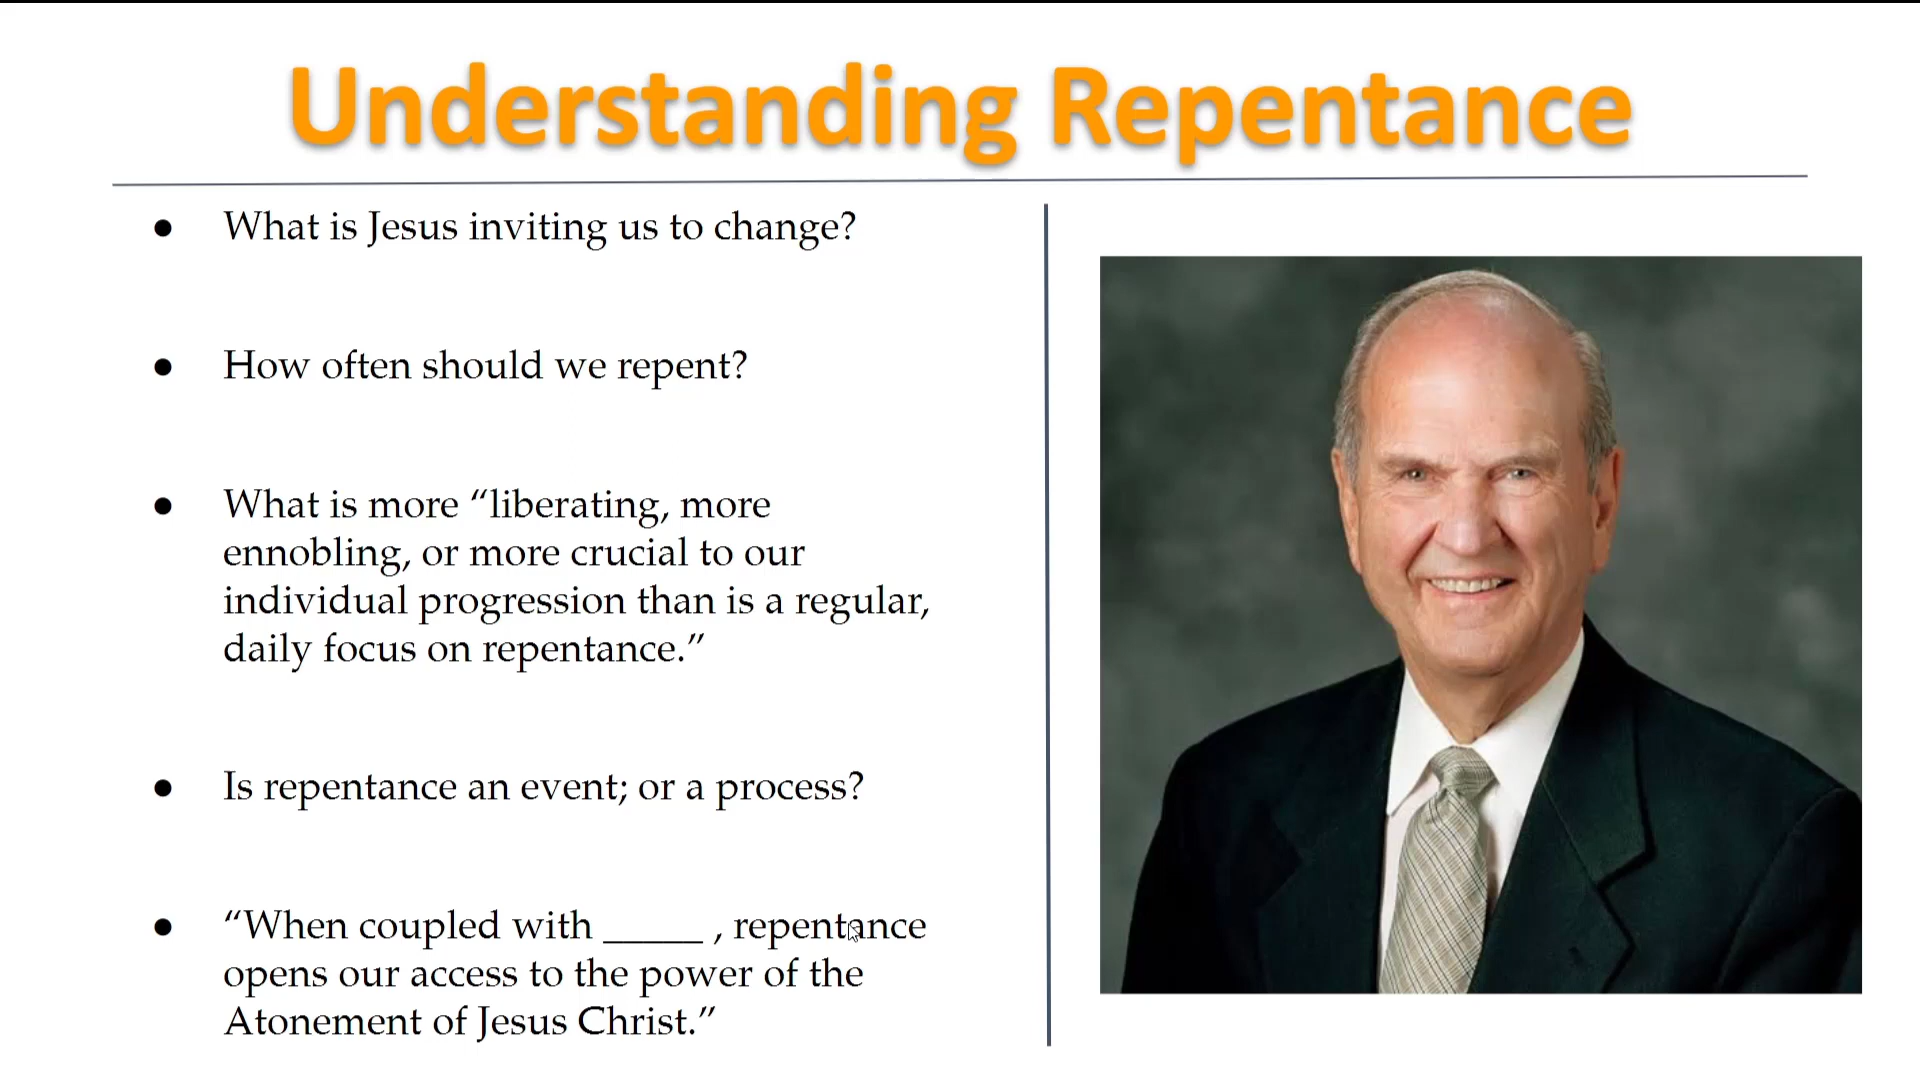 Understanding Repentance
● What is Jesus inviting us to change?
● How often should we repent?
● What is more “liberating, more
ennobling, or more crucial to our
individual progression than is a regular,
daily focus on repentance.”
● Is repentance an event; or a process?
● “When coupled with _____ , repentance
opens our access to the power of the
Atonement of Jesus Christ.”